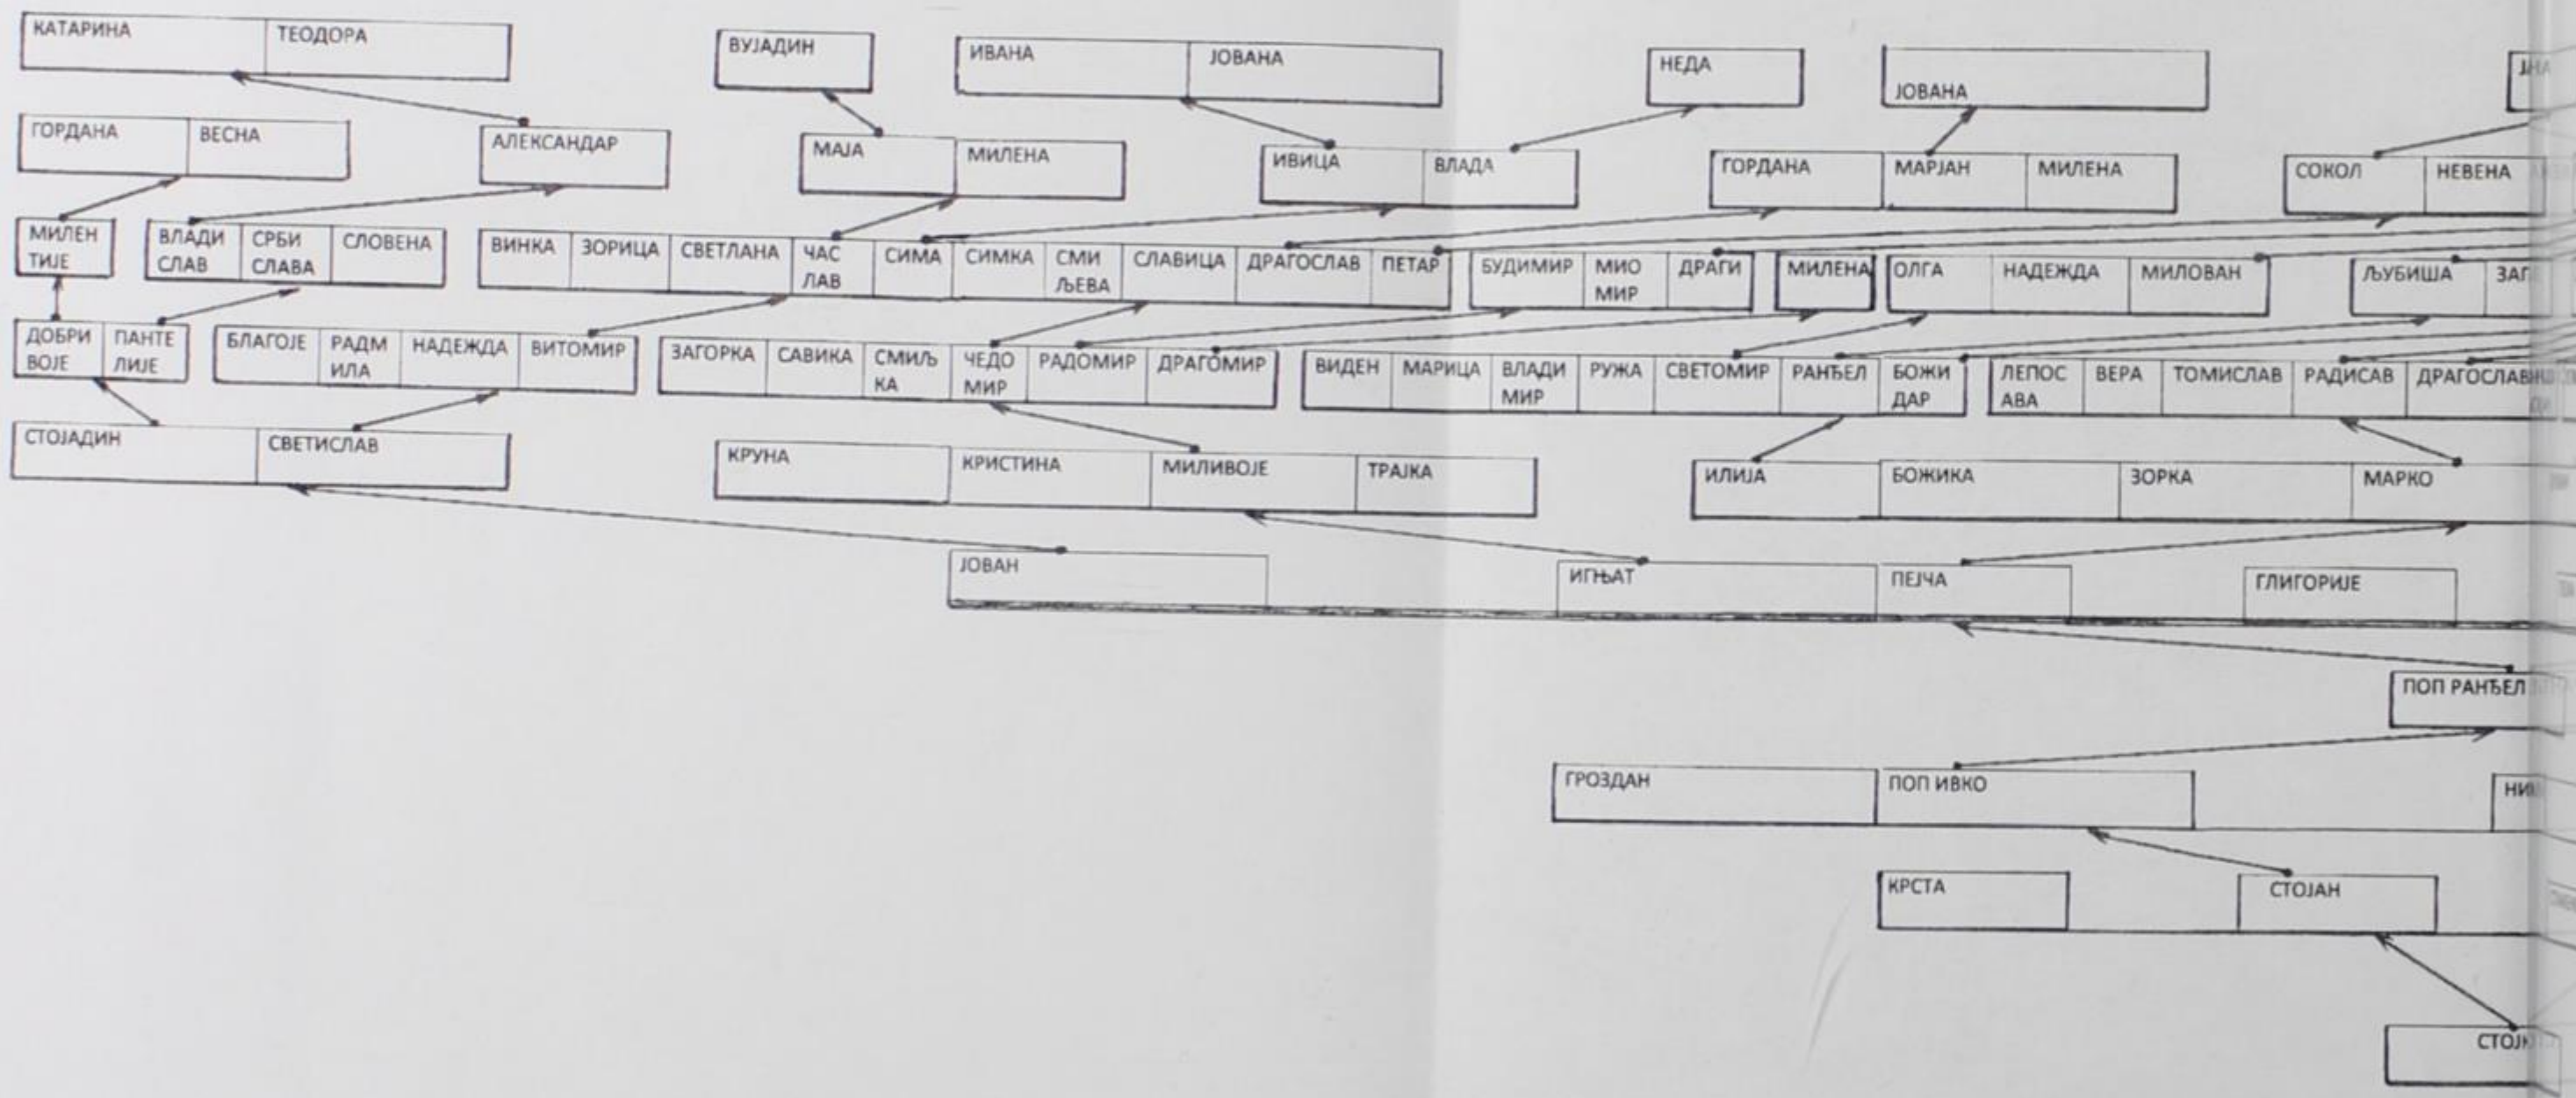 КАТАРИНА ТЕОДОРА ВУЈАДИН ИВАНА ЈОВАНА НЕДА ЈОВАНА
ГОРДАНА ВЕСНА АЛЕКСАНДАР МАЈА МИЛЕНА ИВИЦА ВЛАДА ГОРДАНА МАРЈАН МИЛЕНА СОКОЛ НЕВЕНА
МИЛЕН
ТИЈЕ
ВЛАДИ
СЛАВ
СРБИ
СЛАВА
СЛОВЕНА
ВИНКА ЗОРИЦА СВЕТЛАНА
ЧАС
ЛАВ
СИМА СИМКА
СМИ
ЉЕВА
СЛАВИЦА ДРАГОСЛАВ ПЕТАР
БУДИМИР
МИО
МИР
ДРАГИ
МИЛЕНА
ОЛГА НАДЕЖДА МИЛОВАН
ЉУБИША
ДОБРИ
ВОЈЕ
ПАНТЕ
ЛИЈЕ
БЛАГОЈЕ
РАДМ
ИЛА
НАДЕЖДА ВИТОМИР
ЗАГОРКА САВИКА
СМИЉ
КА
ЧЕДО
МИР
РАДОМИР ДРАГОМИР
ВИДЕН МАРИЦА
ВЛАДИ
МИР
РУЖА СВЕТОМИР РАНЂЕЛ
БОЖИ
ДАР
ЛЕПОС
АВА
ВЕРА ТОМИСЛАВ РАДИСАВ ДРАГОСЛАВ
СТОЈАДИН СВЕТИСЛАВ КРУНА КРИСТИНА МИЛИВОЈЕ ТРАЈКА ИЛИЈА БОЖИКА ЗОРКА МАРКО
ЈОВАН ИГЊАТ ПЕЈЧА ГЛИГОРИЈЕ
ПОП РАНЂЕЛ
ГРОЗДАН ПОП ИВКО
КРСТА СТОЈАН